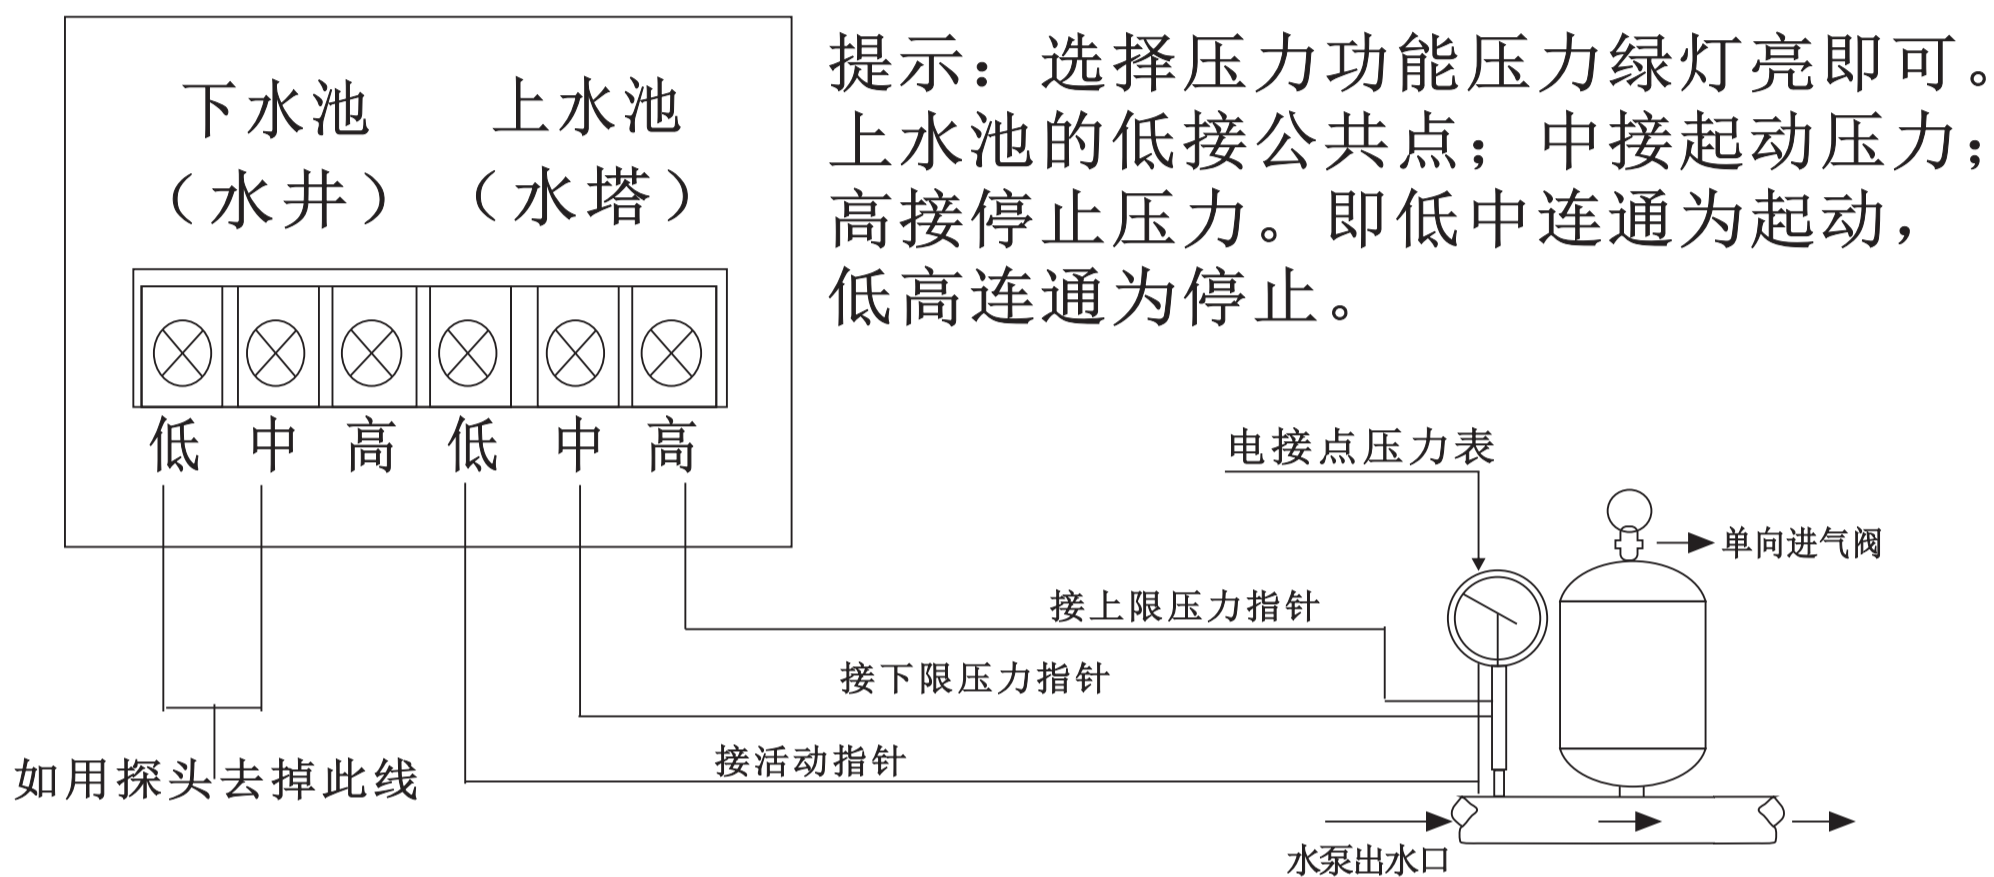 提示：选择压力功能压力绿灯亮即可。
上水池的低接公共点；中接起动压力；
高接停止压力。即低中连通为起动，
低高连通为停止。
下水池 上水池
（水井）（水塔）
低 中 高 低 中 高
电接点压力表
单向进气阀
接上限压力指针
接下限压力指针
接活动指针
如用探头去掉此线
水泵出水口